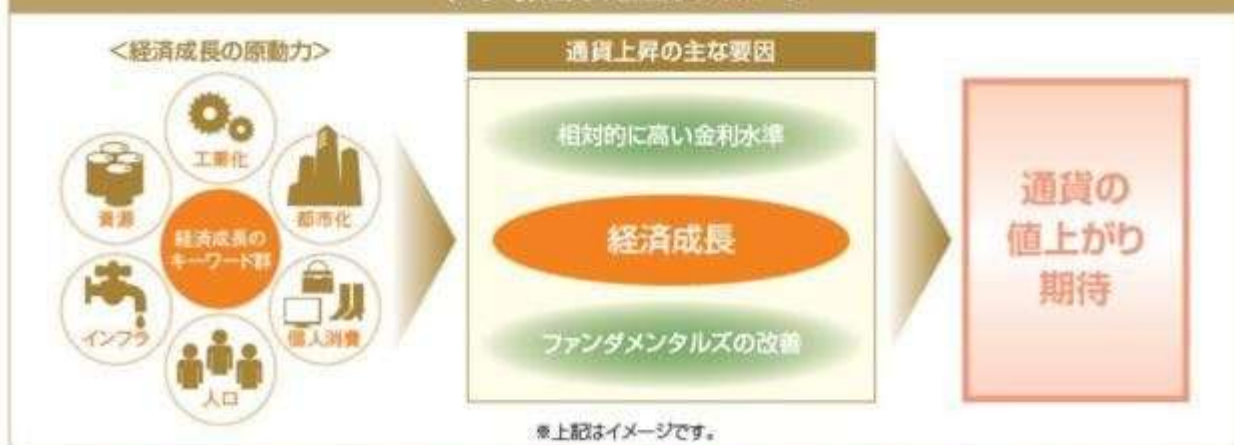 <経済成長の原動力>
工業化
資源
都市化
経済成長の
キーワード群
インフラ
個人消費
人口
通貨上昇の主な要因
相対的に高い金利水準
経済成長
ファンダメンタルズの改善
通貨の
値上がり
期待
※上記はイメージです。